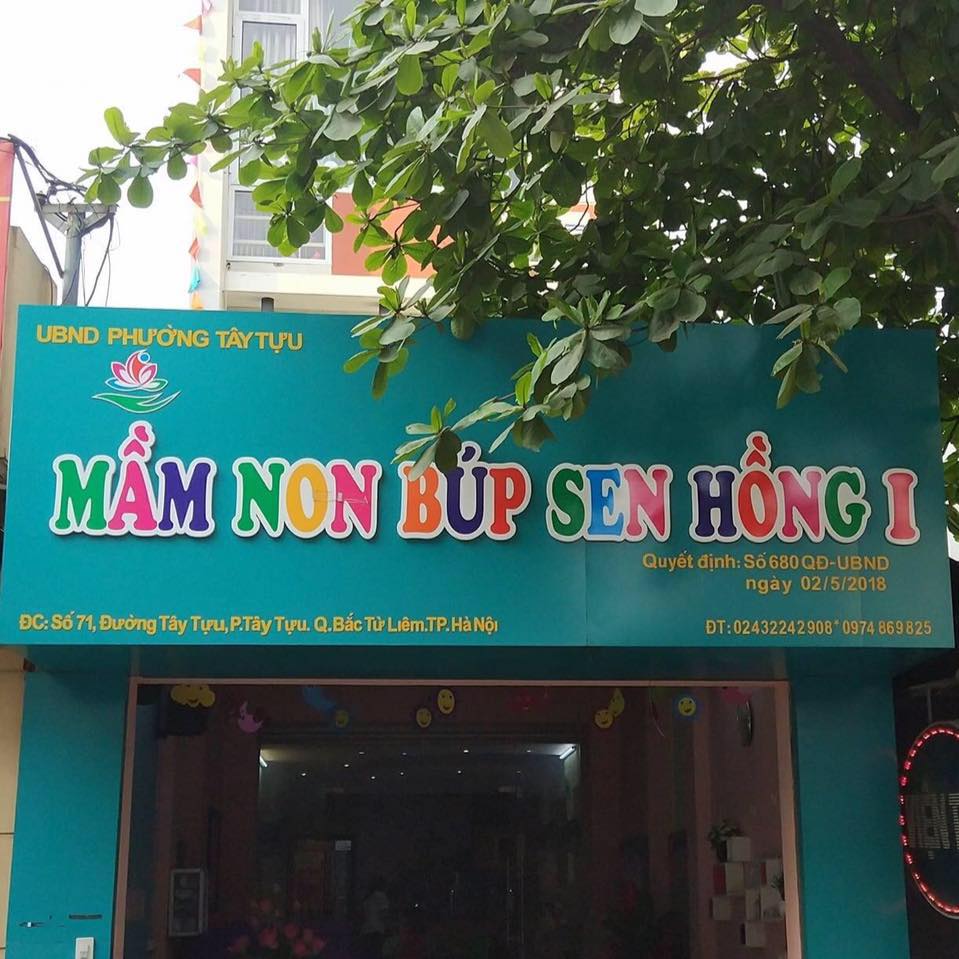 UBND PHƯỜNG TÂY TỰU
MẦM NON BÚP SEN HỒNG I
Quyết định: Số 680 QĐ-UBND
ngày 02/5/2018
ĐC: Số 71, Đường Tây Tựu, P.Tây Tựu. Q.Bắc Từ Liêm.TP. Hà Nội
ĐT: 02432242908* 0974 869 825